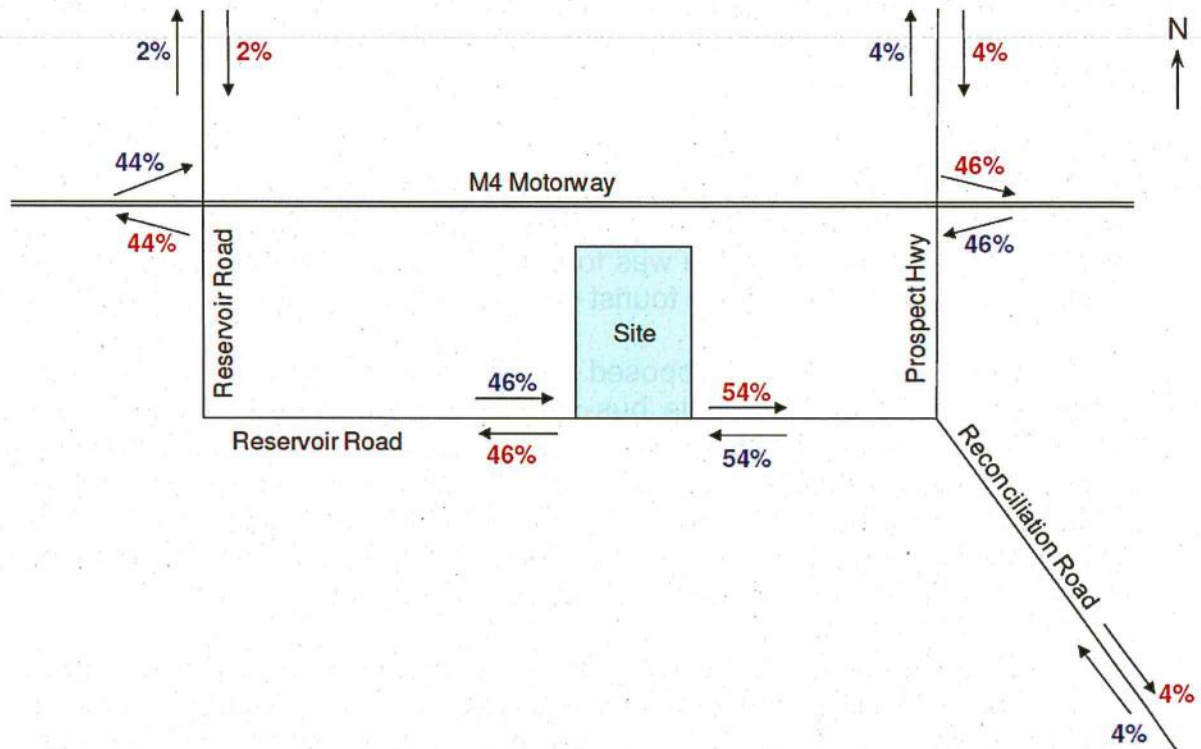 2%
2%
4%
4%
N
44%
46%
M4 Motorway
44%
46%
Reservoir Road
Prospect Hwy
Site
46%
54%
Reservoir Road
46%
54%
Reconciliation Road
4%
4%